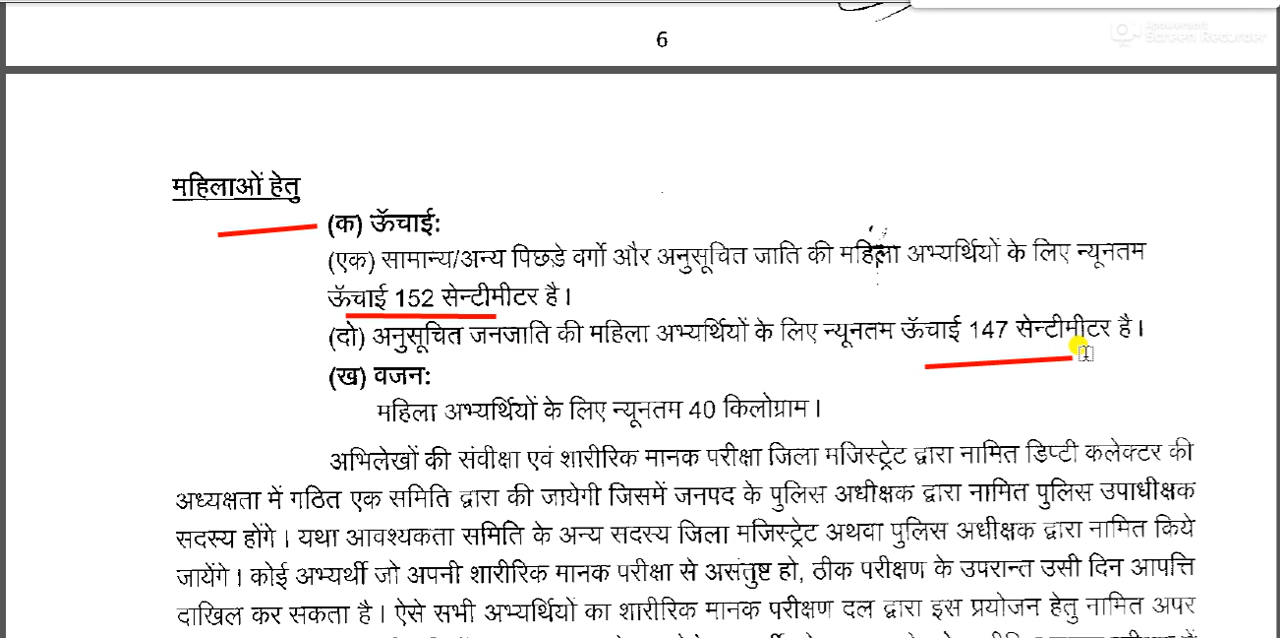 Apowersoft
Screen Recorder
6
महिलाओं हेतु
(क) ऊँचाई:
(एक) सामान्य/अन्य पिछड़े वर्गो और अनुसूचित जाति की महिला अभ्यर्थियों के लिए न्यूनतम
ऊँचाई 152 सेन्टीमीटर है।
(दो) अनुसूचित जनजाति की महिला अभ्यर्थियों के लिए न्यूनतम ऊँचाई 147 सेन्टीमीटर है।
(ख) वजन:
महिला अभ्यर्थियों के लिए न्यूनतम 40 किलोग्राम।
अभिलेखों की संवीक्षा एवं शारीरिक मानक परीक्षा जिला मजिस्ट्रेट द्वारा नामित डिप्टी कलेक्टर की
अध्यक्षता में गठित एक समिति द्वारा की जायेगी जिसमें जनपद के पुलिस अधीक्षक द्वारा नामित पुलिस उपाधीक्षक
सदस्य होंगे। यथा आवश्यकता समिति के अन्य सदस्य जिला मजिस्ट्रेट अथवा पुलिस अधीक्षक द्वारा नामित किये
जायेंगे। कोई अभ्यर्थी जो अपनी शारीरिक मानक परीक्षा से असंतुष्ट हो, ठीक परीक्षण के उपरान्त उसी दिन आपत्ति
दाखिल कर सकता है। ऐसे सभी अभ्यर्थियों का शारीरिक मानक परीक्षण दल द्वारा इस प्रयोजन हेतु नामित अपर